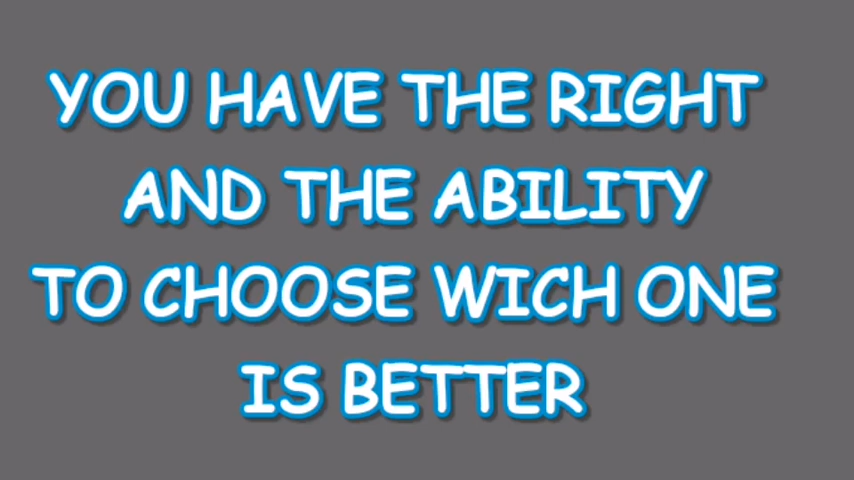 YOU HAVE THE RIGHT
AND THE ABILITY
TO CHOOSE WICH ONE
IS BETTER